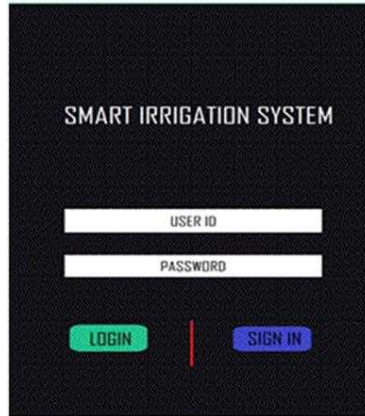 SMART IRRIGATION SYSTEM
USER ID
PASSWORD
LOGIN
SIGN IN